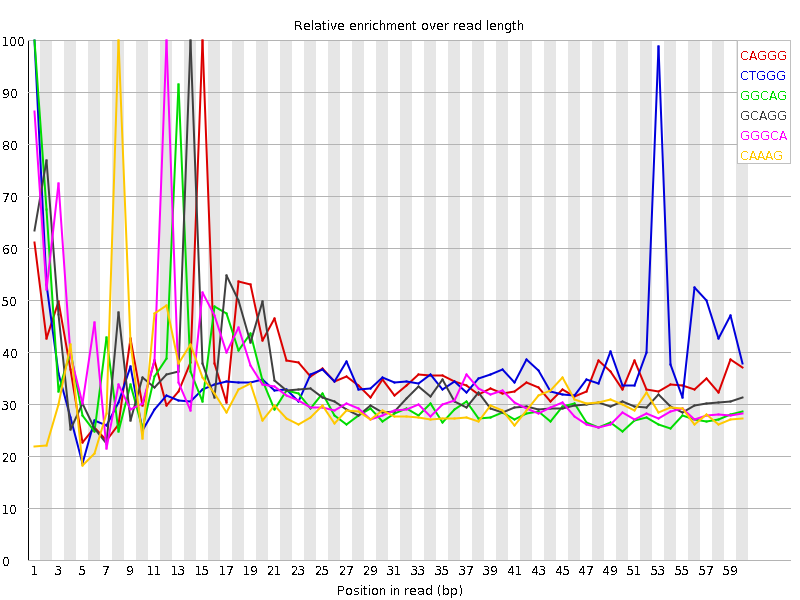 Relative enrichment over read length
100
90
80
70
60
50
40
30
20
10
0
CAGGG
CTGGG
GGCAG
GCAGG
GGGCA
CAAAG
1 3 5 7 9 11 13 15 17 19 21 23 25 27 29 31 33 35 37 39 41 43 45 47 49 51 53 55 57 59
Position in read (bp)